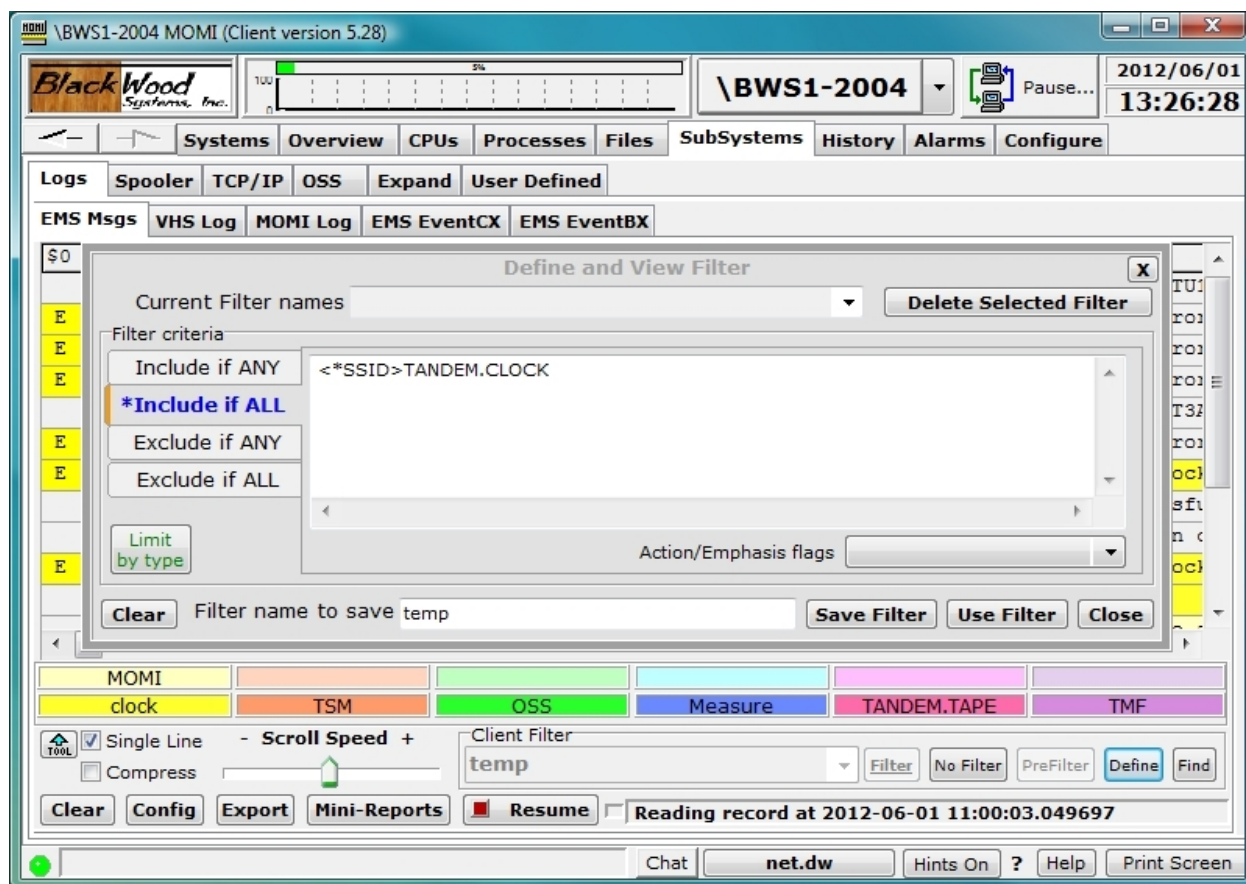 \BWS1-2004 MOMI (Client version 5.28)
BlackWood Systems, Inc.
100
0
5%
\BWS1-2004
Pause...
2012/06/01
13:26:28
Systems Overview CPUs Processes Files SubSystems History Alarms Configure
Logs Spooler TCP/IP OSS Expand User Defined
EMS Msgs VHS Log MOMI Log EMS EventCX EMS EventBX
$0
Define and View Filter
X
Current Filter names
Delete Selected Filter
Filter criteria
E
E
E
E
E
E
Include if ANY
*Include if ALL
Exclude if ANY
Exclude if ALL
<*SSID>TANDEM.CLOCK
Limit by type
Action/Emphasis flags
Clear Filter name to save temp Save Filter Use Filter Close
MOMI
clock TSM OSS Measure TANDEM.TAPE TMF
TOOL
Single Line - Scroll Speed +
Compress
Client Filter
temp Filter No Filter PreFilter Define Find
Clear Config Export Mini-Reports Resume Reading record at 2012-06-01 11:00:03.049697
Chat net.dw Hints On ? Help Print Screen